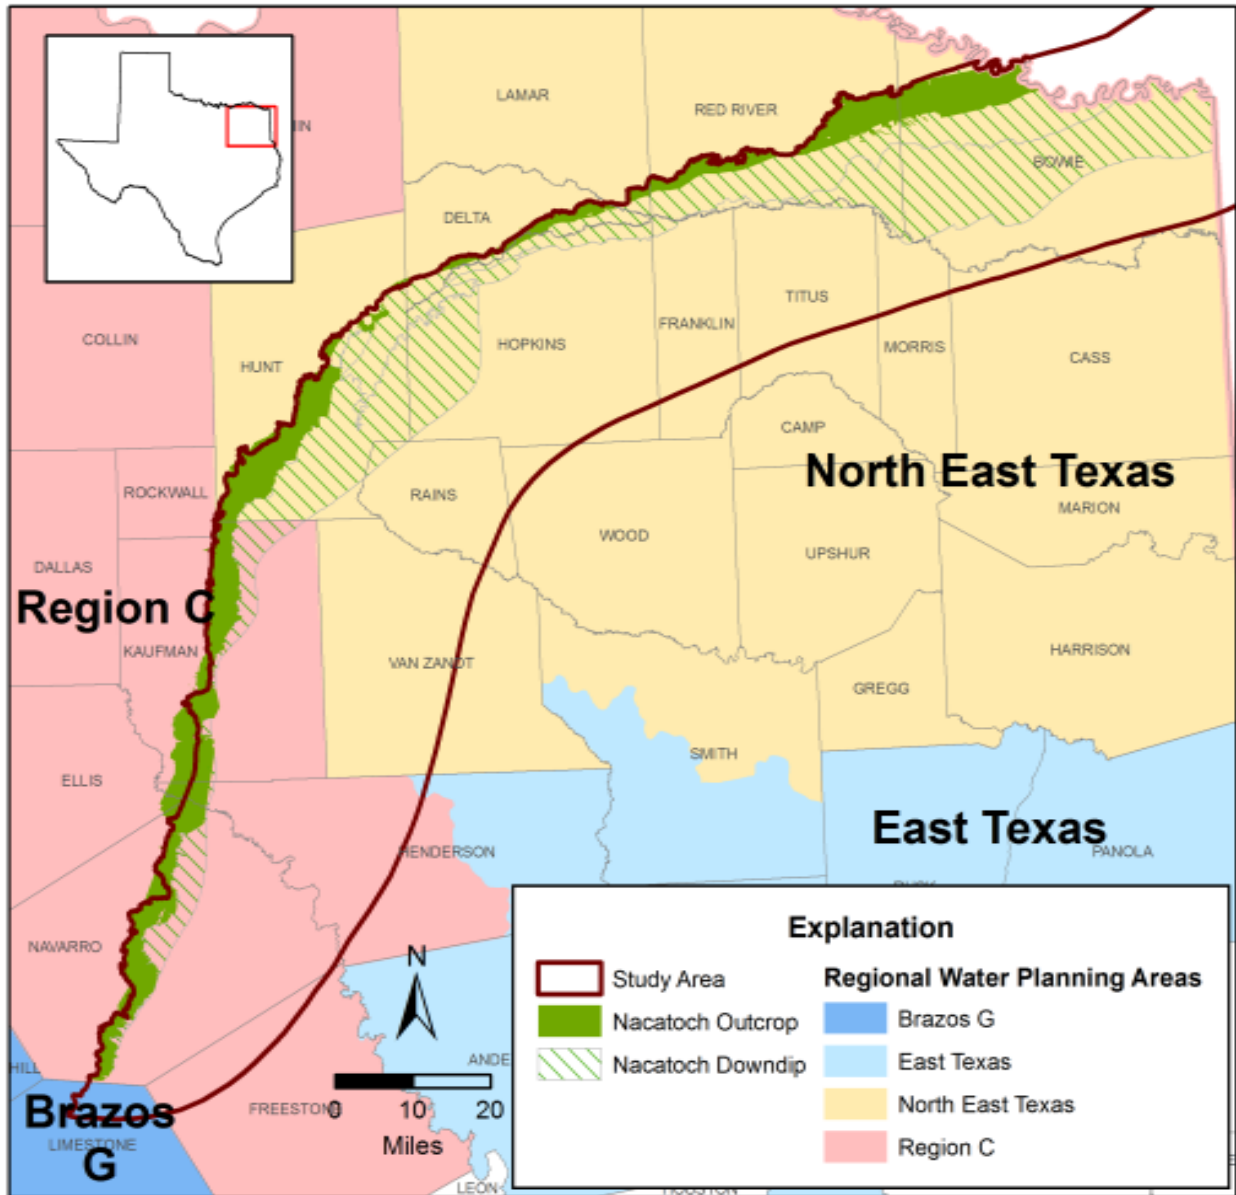 LAMAR
RED RIVER
BOWIE
DELTA
TITUS
COLLIN
HUNT
HOPKINS
FRANKLIN
MORRIS
CASS
CAMP
North East Texas
ROCKWALL
RAINS
MARION
WOOD
UPSHUR
DALLAS
Region C
KAUFMAN
VAN ZANDT
HARRISON
GREGG
SMITH
ELLIS
East Texas
HENDERSON
PANOLA
NAVARRO
HILL
Brazos
G
LIMESTONE
FREESTONE
ANDE
LEON
N
0 10 20
Miles
Explanation
Study Area
Nacatoch Outcrop
Nacatoch Downdip
Regional Water Planning Areas
Brazos G
East Texas
North East Texas
Region C